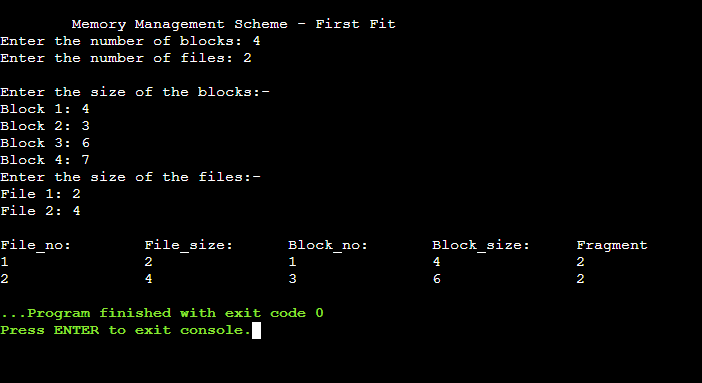 Memory Management Scheme - First Fit
Enter the number of blocks: 4
Enter the number of files: 2
Enter the size of the blocks:-
Block 1: 4
Block 2: 3
Block 3: 6
Block 4: 7
Enter the size of the files:-
File 1: 2
File 2: 4
File_no: File_size: Block_no: Block_size: Fragment
1 2 1 4 2
2 4 3 6 2
...Program finished with exit code 0
Press ENTER to exit console.